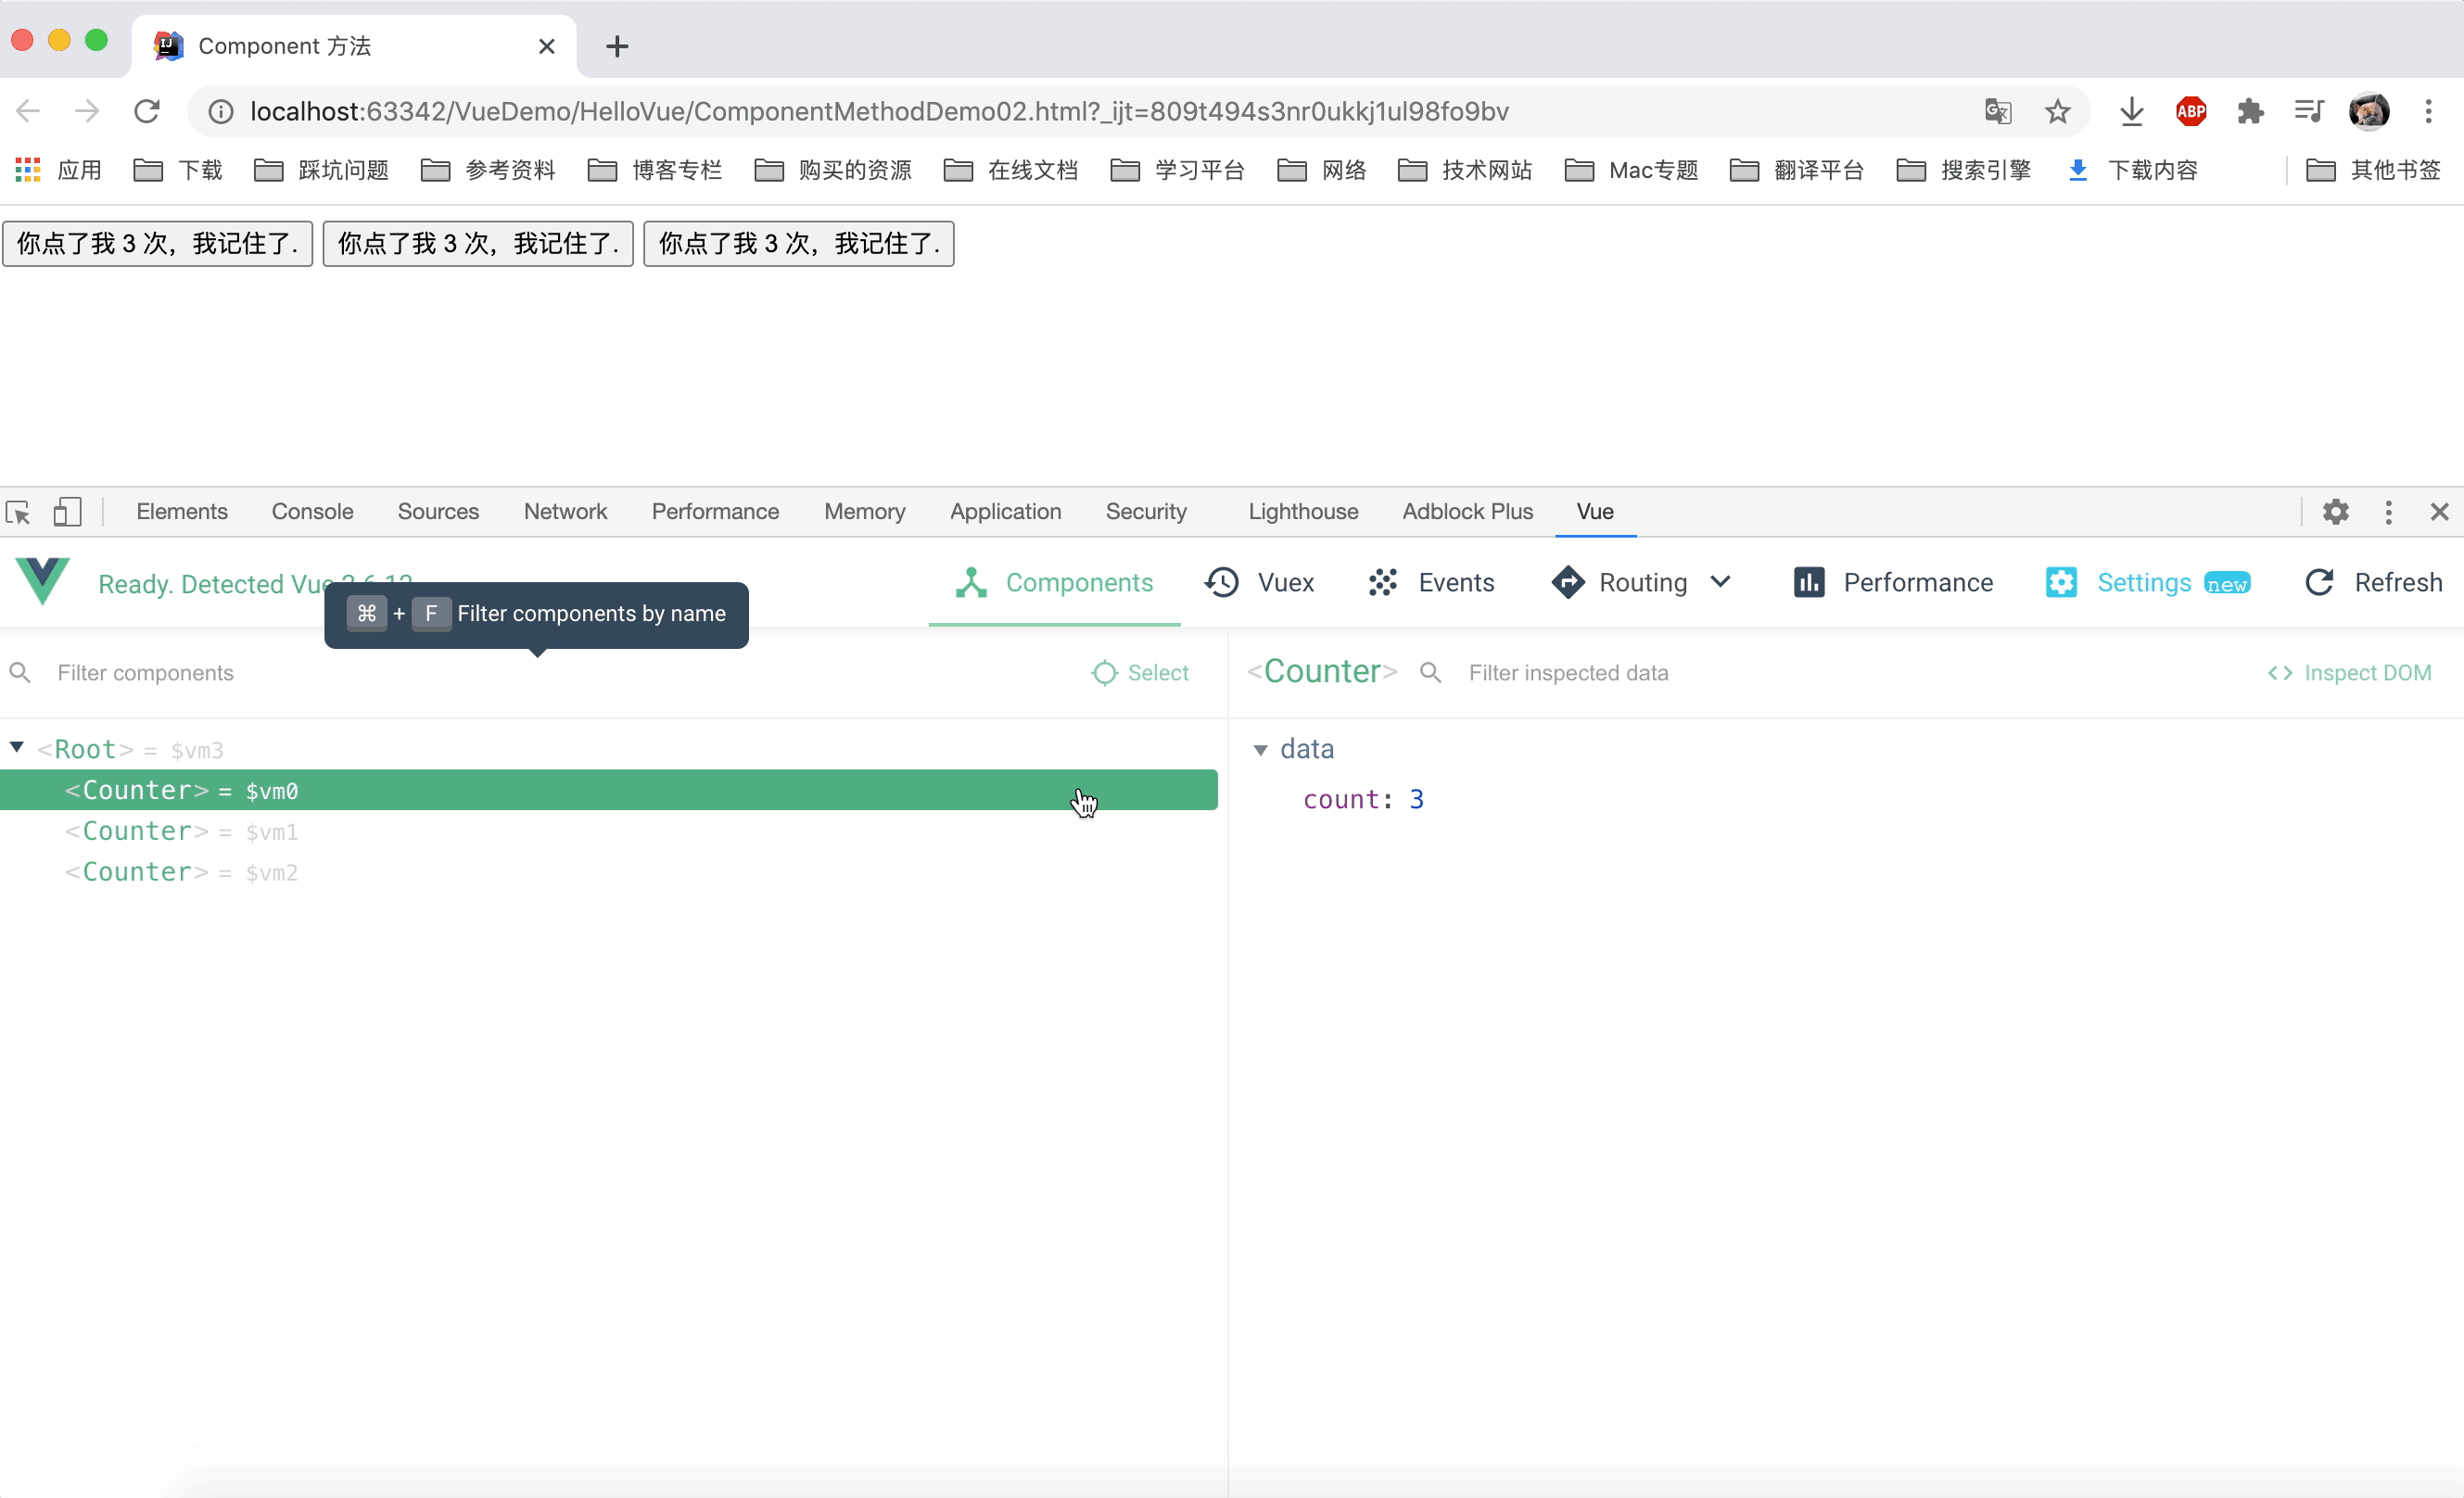 Component 方法
localhost:63342/VueDemo/HelloVue/ComponentMethodDemo02.html?_ijt=809t494s3nr0ukkj1ul98fo9bv
ABP
应用 下载 踩坑问题 参考资料 博客专栏 购买的资源 在线文档 学习平台 网络 技术网站 Mac专题 翻译平台 搜索引擎 下载内容 其他书签
你点了我 3 次，我记住了. 你点了我 3 次，我记住了. 你点了我 3 次，我记住了.
Elements Console Sources Network Performance Memory Application Security Lighthouse Adblock Plus Vue
Ready. Detected Vue Components Vuex Events Routing Performance Settings new Refresh
⌘ + F Filter components by name
Filter components Select <Counter> Filter inspected data <> Inspect DOM
<Root> = $vm3 data
<Counter> = $vm0 count: 3
<Counter> = $vm1
<Counter> = $vm2